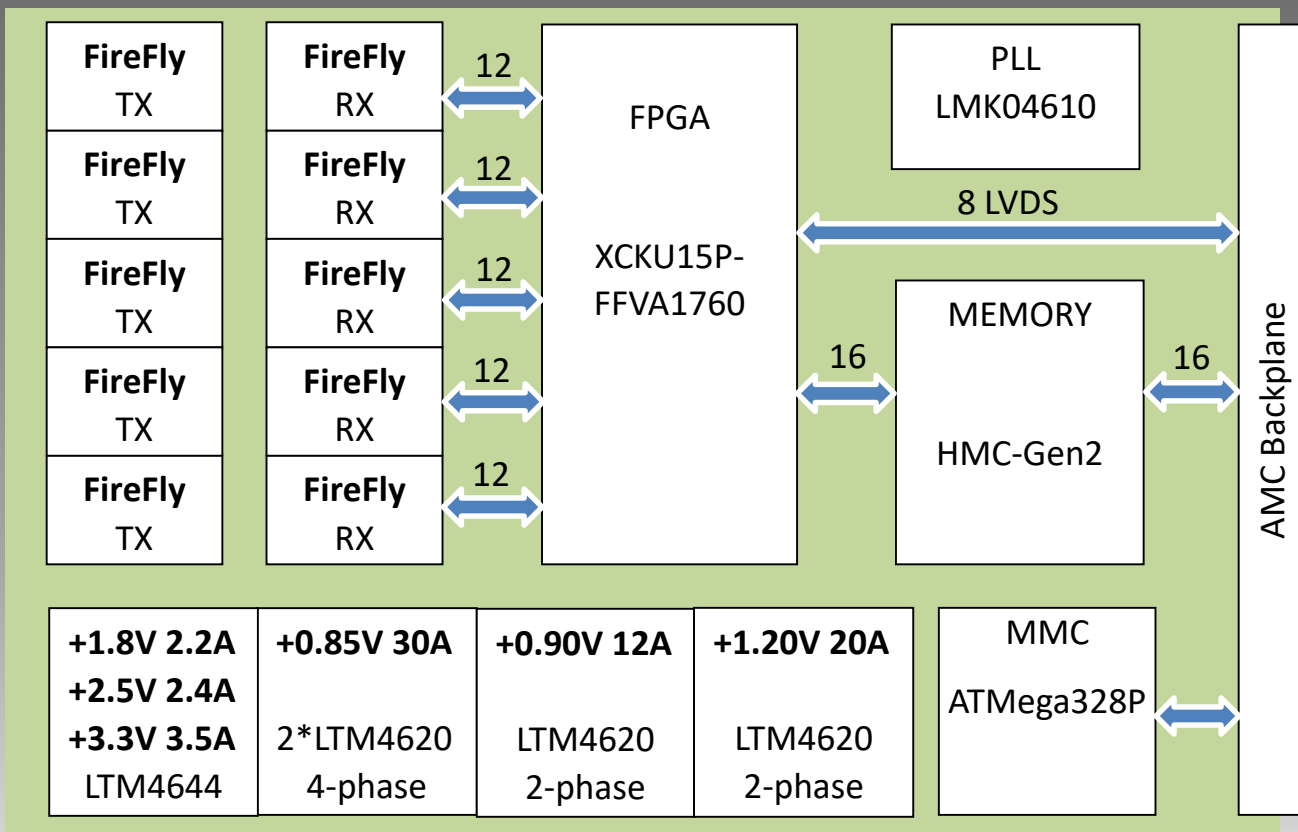 FireFly
TX
FireFly
RX
12
FireFly
TX
FireFly
RX
12
FireFly
TX
FireFly
RX
12
FireFly
TX
FireFly
RX
12
FireFly
TX
FireFly
RX
12
FPGA
XCKU15P-
FFVA1760
PLL
LMK04610
8 LVDS
16
MEMORY
HMC-Gen2
16
AMC Backplane
+1.8V 2.2A
+2.5V 2.4A
+3.3V 3.5A
LTM4644
+0.85V 30A
2*LTM4620
4-phase
+0.90V 12A
LTM4620
2-phase
+1.20V 20A
LTM4620
2-phase
MMC
ATMega328P